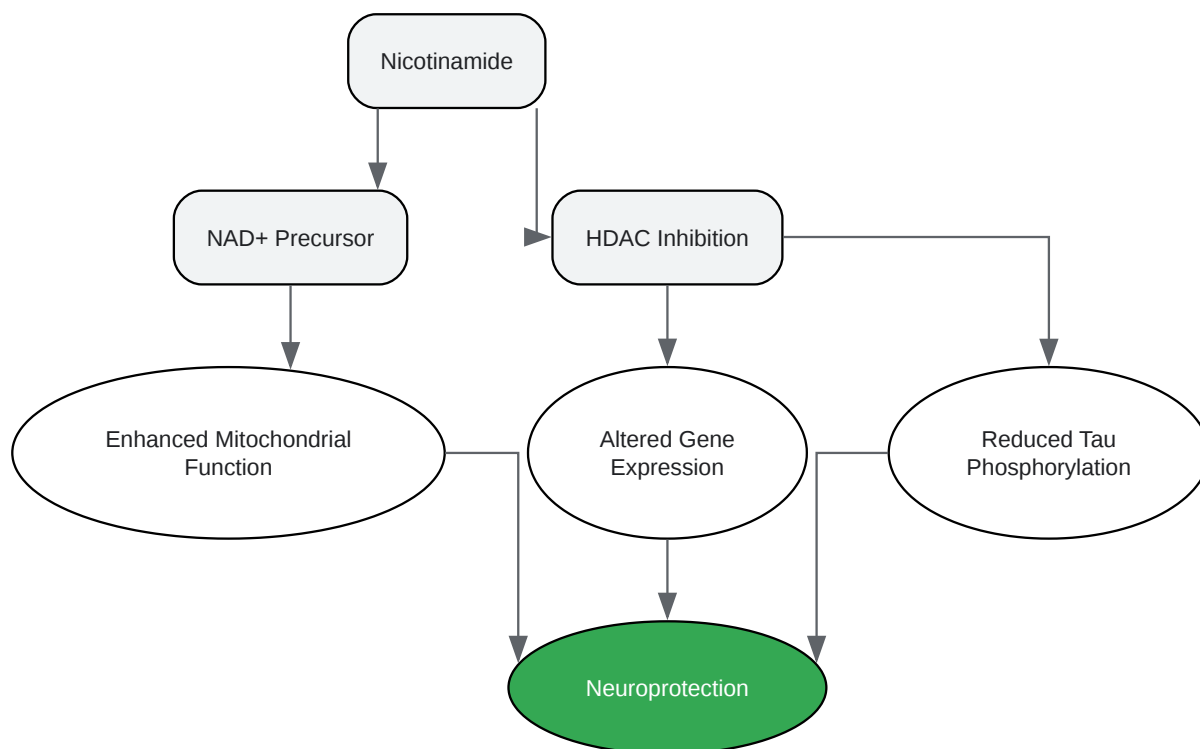 Nicotinamide
NAD+ Precursor
HDAC Inhibition
Enhanced Mitochondrial
Function
Altered Gene
Expression
Reduced Tau
Phosphorylation
Neuroprotection